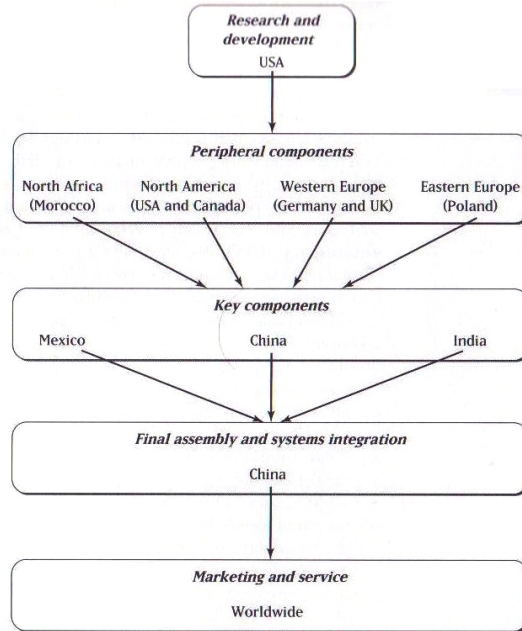 Research and
development
USA
Peripheral components
North Africa North America Western Europe Eastern Europe
(Morocco) (USA and Canada) (Germany and UK) (Poland)
Key components
Mexico China India
Final assembly and systems integration
China
Marketing and service
Worldwide